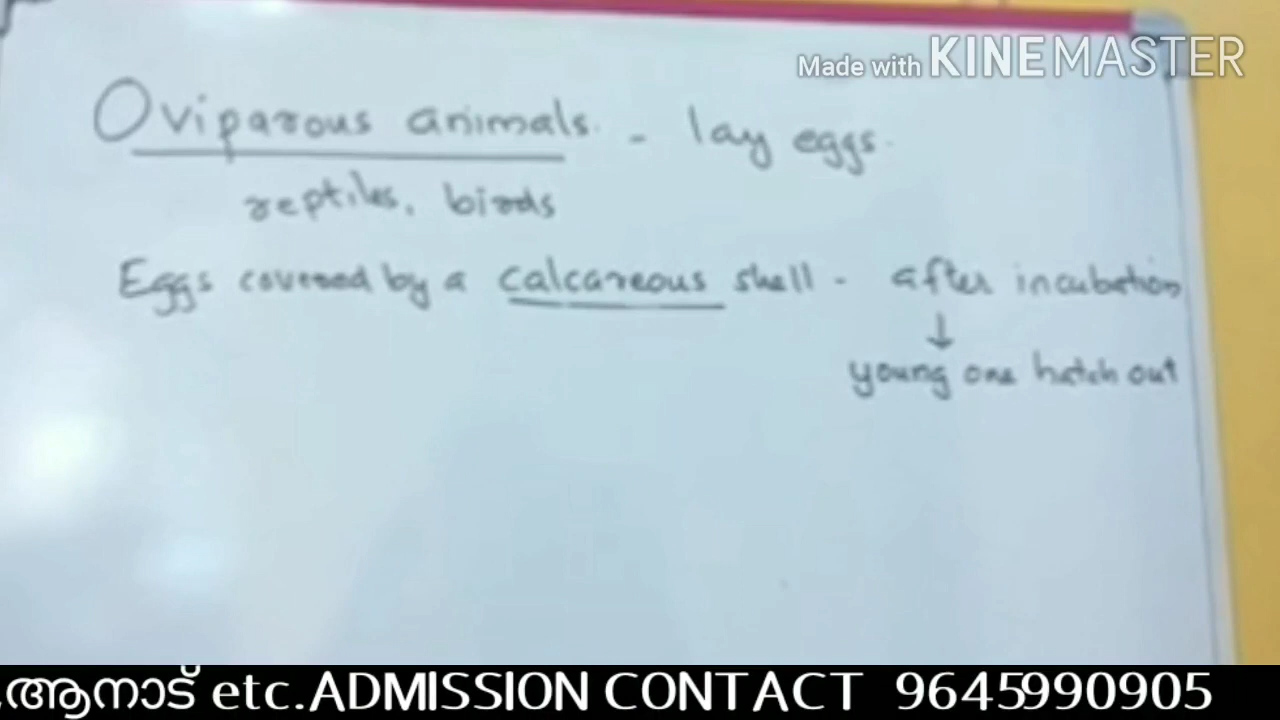 Made with KINEMASTER
Oviparous animals. - lay eggs.
reptiles, birds
Eggs covered by a calcareous shell - after incubation
↓
young one hatch out
ആനാട് etc.ADMISSION CONTACT 9645990905